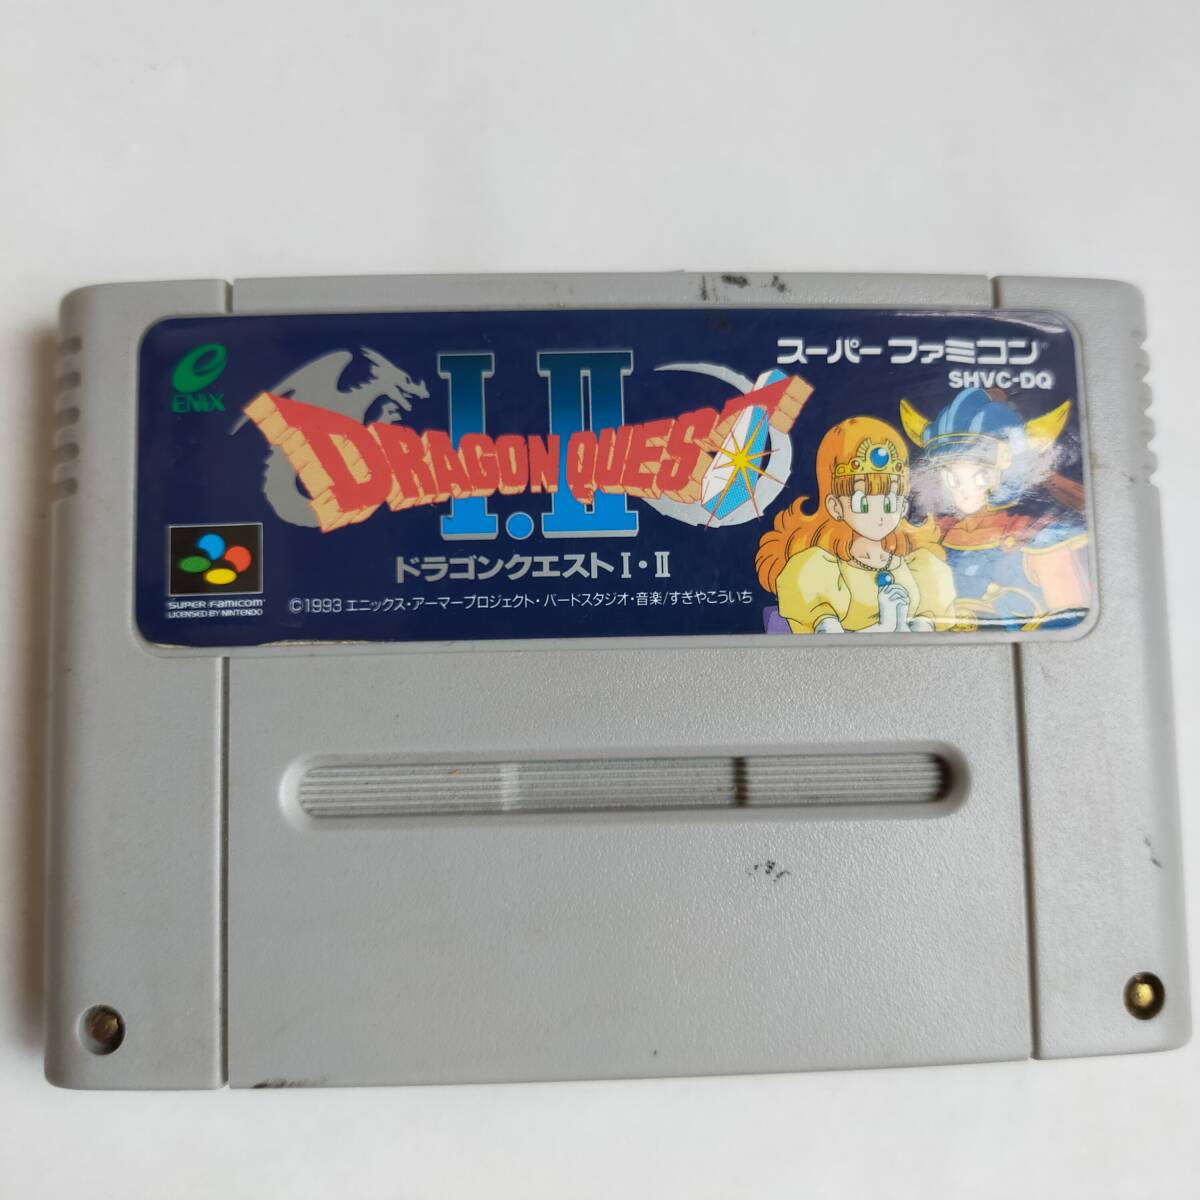 ENIX
I.II
DRAGON QUEST
ドラゴンクエスト I・II
©1993 エニックス・アーマープロジェクト・バードスタジオ・音楽/すぎやこういち
スーパーファミコン
SHVC-DQ
SUPER FAMICOM
LICENSED BY NINTENDO